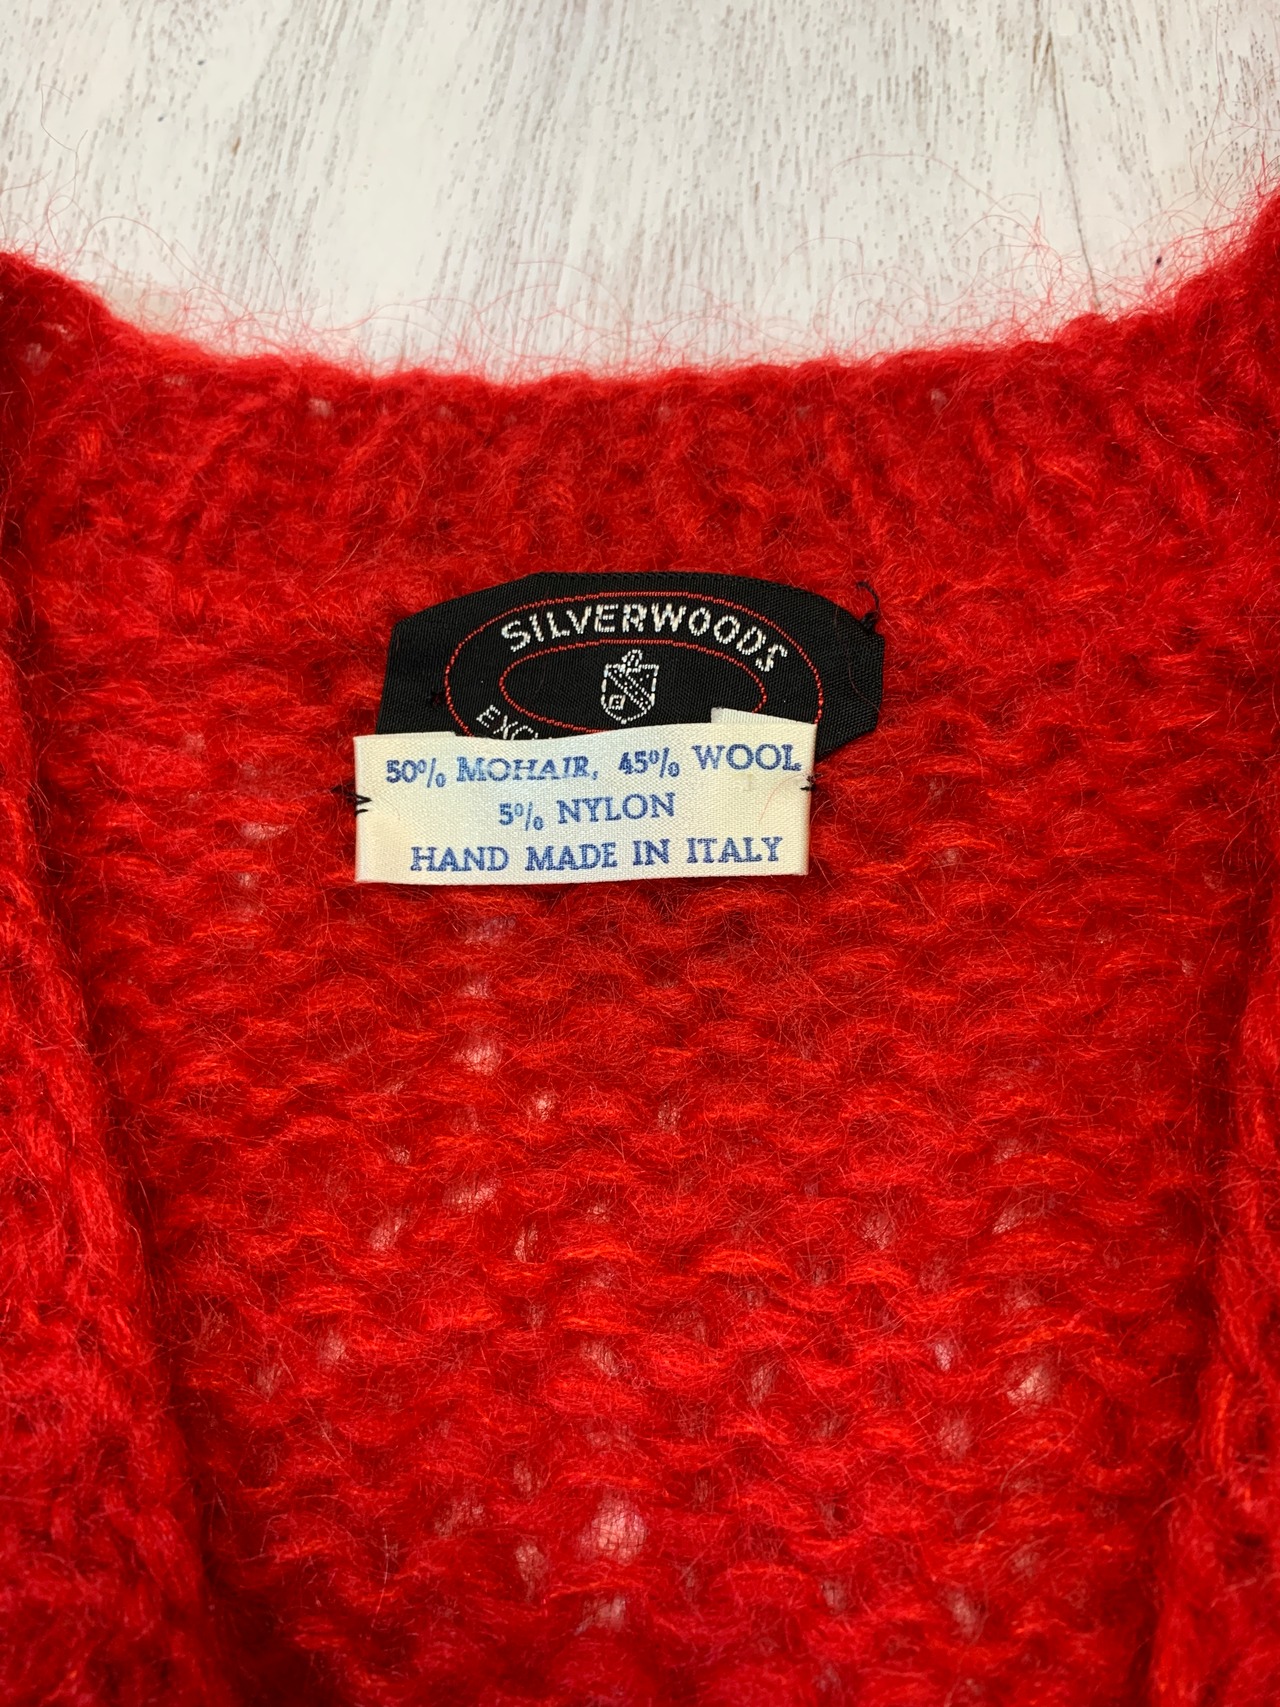 SILVERWOODS
50% MOHAIR, 45% WOOL
5% NYLON
HAND MADE IN ITALY